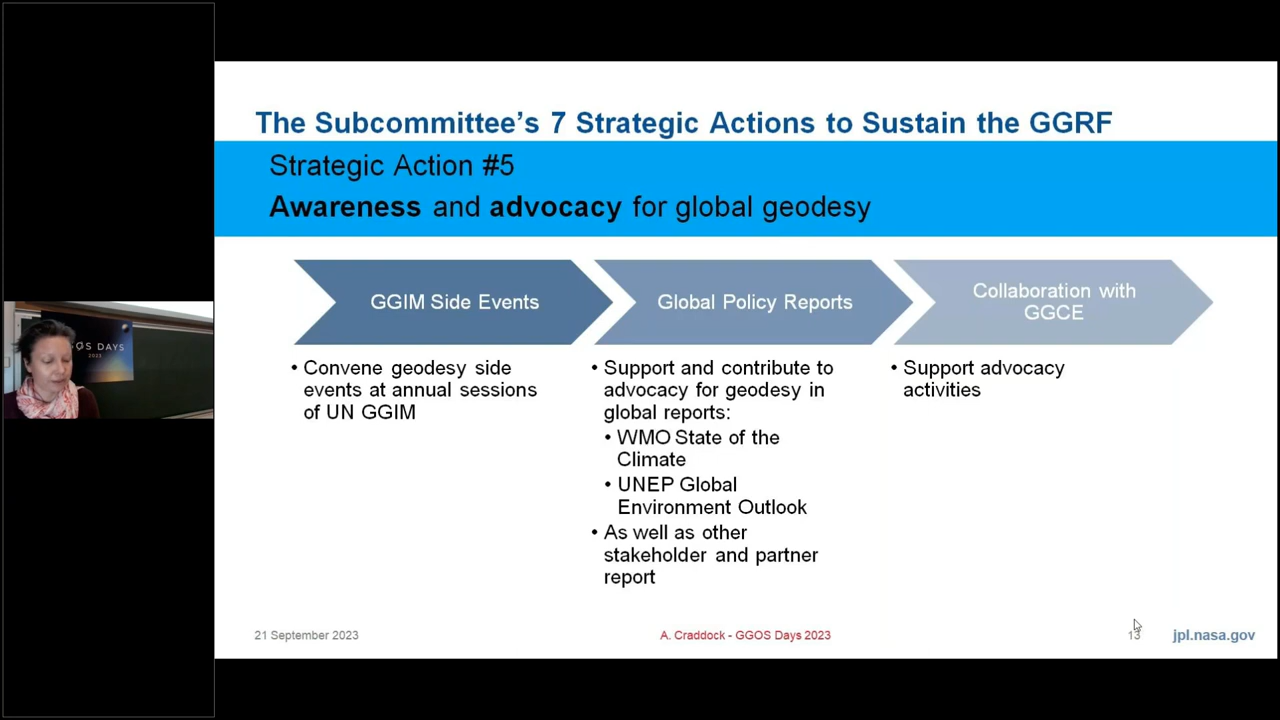 The Subcommittee's 7 Strategic Actions to Sustain the GGRF
Strategic Action #5
Awareness and advocacy for global geodesy
GGIM Side Events
• Convene geodesy side
events at annual sessions
of UN GGIM
Global Policy Reports
• Support and contribute to
advocacy for geodesy in
global reports:
• WMO State of the
Climate
• UNEP Global
Environment Outlook
• As well as other
stakeholder and partner
report
Collaboration with
GGCE
• Support advocacy
activities
DAYS
2023
21 September 2023
A. Craddock - GGOS Days 2023
13
jpl.nasa.gov